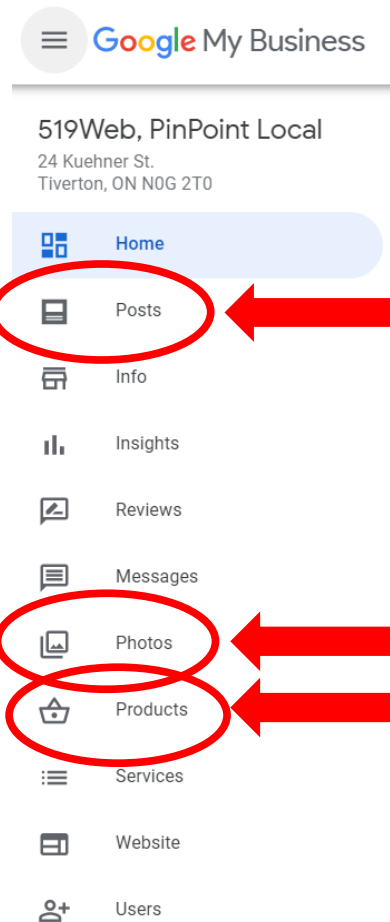 Google My Business
519Web, PinPoint Local
24 Kuehner St.
Tiverton, ON N0G 2T0
Home
Posts
Info
Insights
Reviews
Messages
Photos
Products
Services
Website
Users